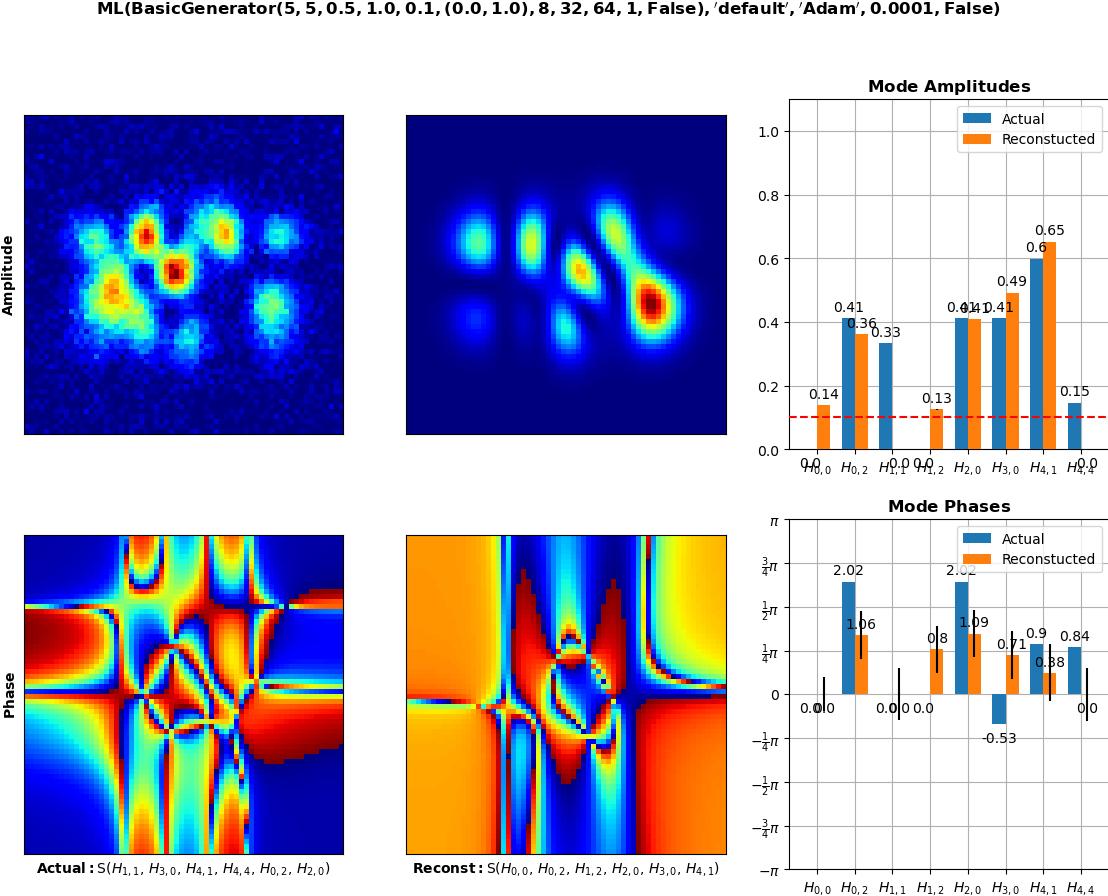 ML(BasicGenerator(5, 5, 0.5, 1.0, 0.1, (0.0, 1.0), 8, 32, 64, 1, False), 'default', 'Adam', 0.0001, False)
Mode Amplitudes
Actual
Reconstucted
1.0
0.8
0.6
0.4
0.2
0.0
0.0
0.14
0.41
0.36
0.33
0.0
0.0
0.13
0.41
0.41
0.41
0.49
0.6
0.65
0.15
0.0
H0,0 H0,2 H1,1 H1,2 H2,0 H3,0 H4,1 H4,4
Amplitude
Mode Phases
Actual
Reconstucted
π
3/4π
1/2π
1/4π
0
−1/4π
−1/2π
−3/4π
−π
0.0
0.0
2.02
1.06
0.0
0.0
0.0
0.8
2.02
1.09
-0.53
0.71
0.9
0.38
0.84
0.0
H0,0 H0,2 H1,1 H1,2 H2,0 H3,0 H4,1 H4,4
Phase
Actual: S(H1,1, H3,0, H4,1, H4,4, H0,2, H2,0)
Reconst: S(H0,0, H0,2, H1,2, H2,0, H3,0, H4,1)